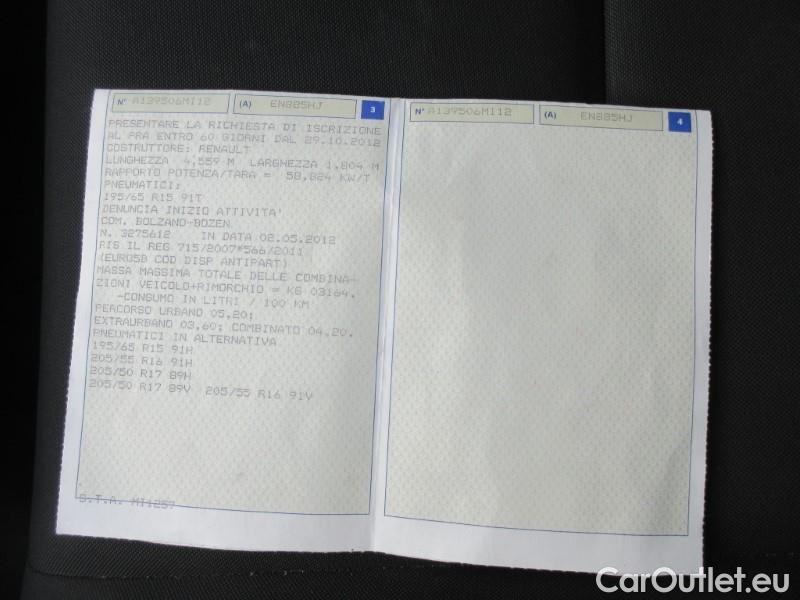 N° A139506MI12 (A) EN885HJ 3
PRESENTARE LA RICHIESTA DI ISCRIZIONE
AL PRA ENTRO 60 GIORNI DAL 29.10.2012
COSTRUTTORE: RENAULT
LUNGHEZZA 4,559 M LARGHEZZA 1,804 M
RAPPORTO POTENZA/TARA = 58,824 KW/T
PNEUMATICI:
195/65 R15 91T
DENUNCIA INIZIO ATTIVITA'
COM. BOLZANO-BOZEN
N. 3275612 IN DATA 02.05.2012
RIS IL REG 715/2007*566/2011
(EURO5B COD DISP ANTIPART)
MASSA MASSIMA TOTALE DELLE COMBINA-
ZIONI VEICOLO+RIMORCHIO = KG 03164.
-CONSUMO IN LITRI / 100 KM
PERCORSO URBANO 05,20;
EXTRAURBANO 03,60; COMBINATO 04,20.
PNEUMATICI IN ALTERNATIVA
195/65 R15 91H
205/55 R16 91H
205/50 R17 89H
205/50 R17 89V 205/55 R16 91V
S.T.A. MI1257
N° A139506MI12 (A) EN885HJ 4
CarOutlet.eu